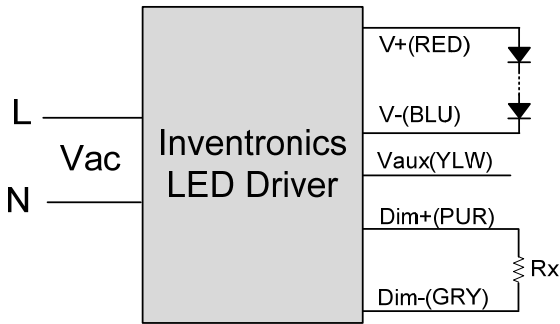 L
Vac
N
Inventronics
LED Driver
V+(RED)
V-(BLU)
Vaux(YLW)
Dim+(PUR)
Rx
Dim-(GRY)